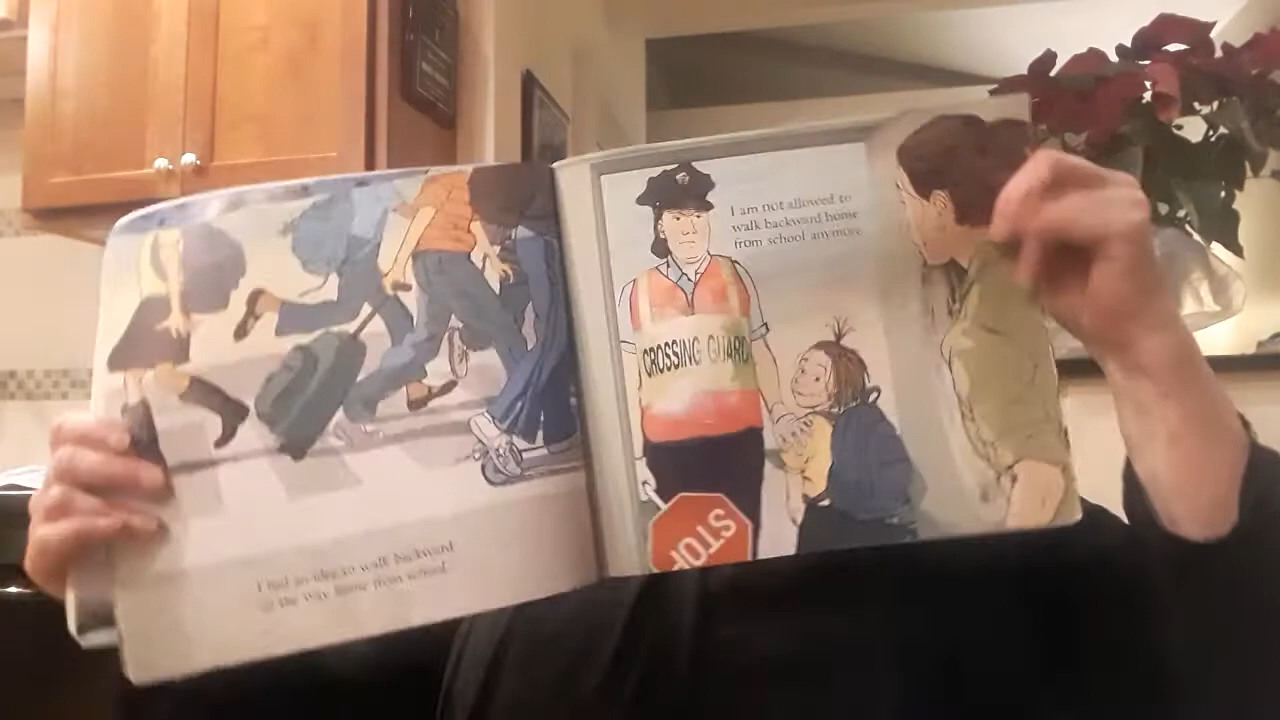 I had an idea to walk backward
the way home from school.
I am not allowed to
walk backward home
from school anymore
CROSSING GUARD
STOP